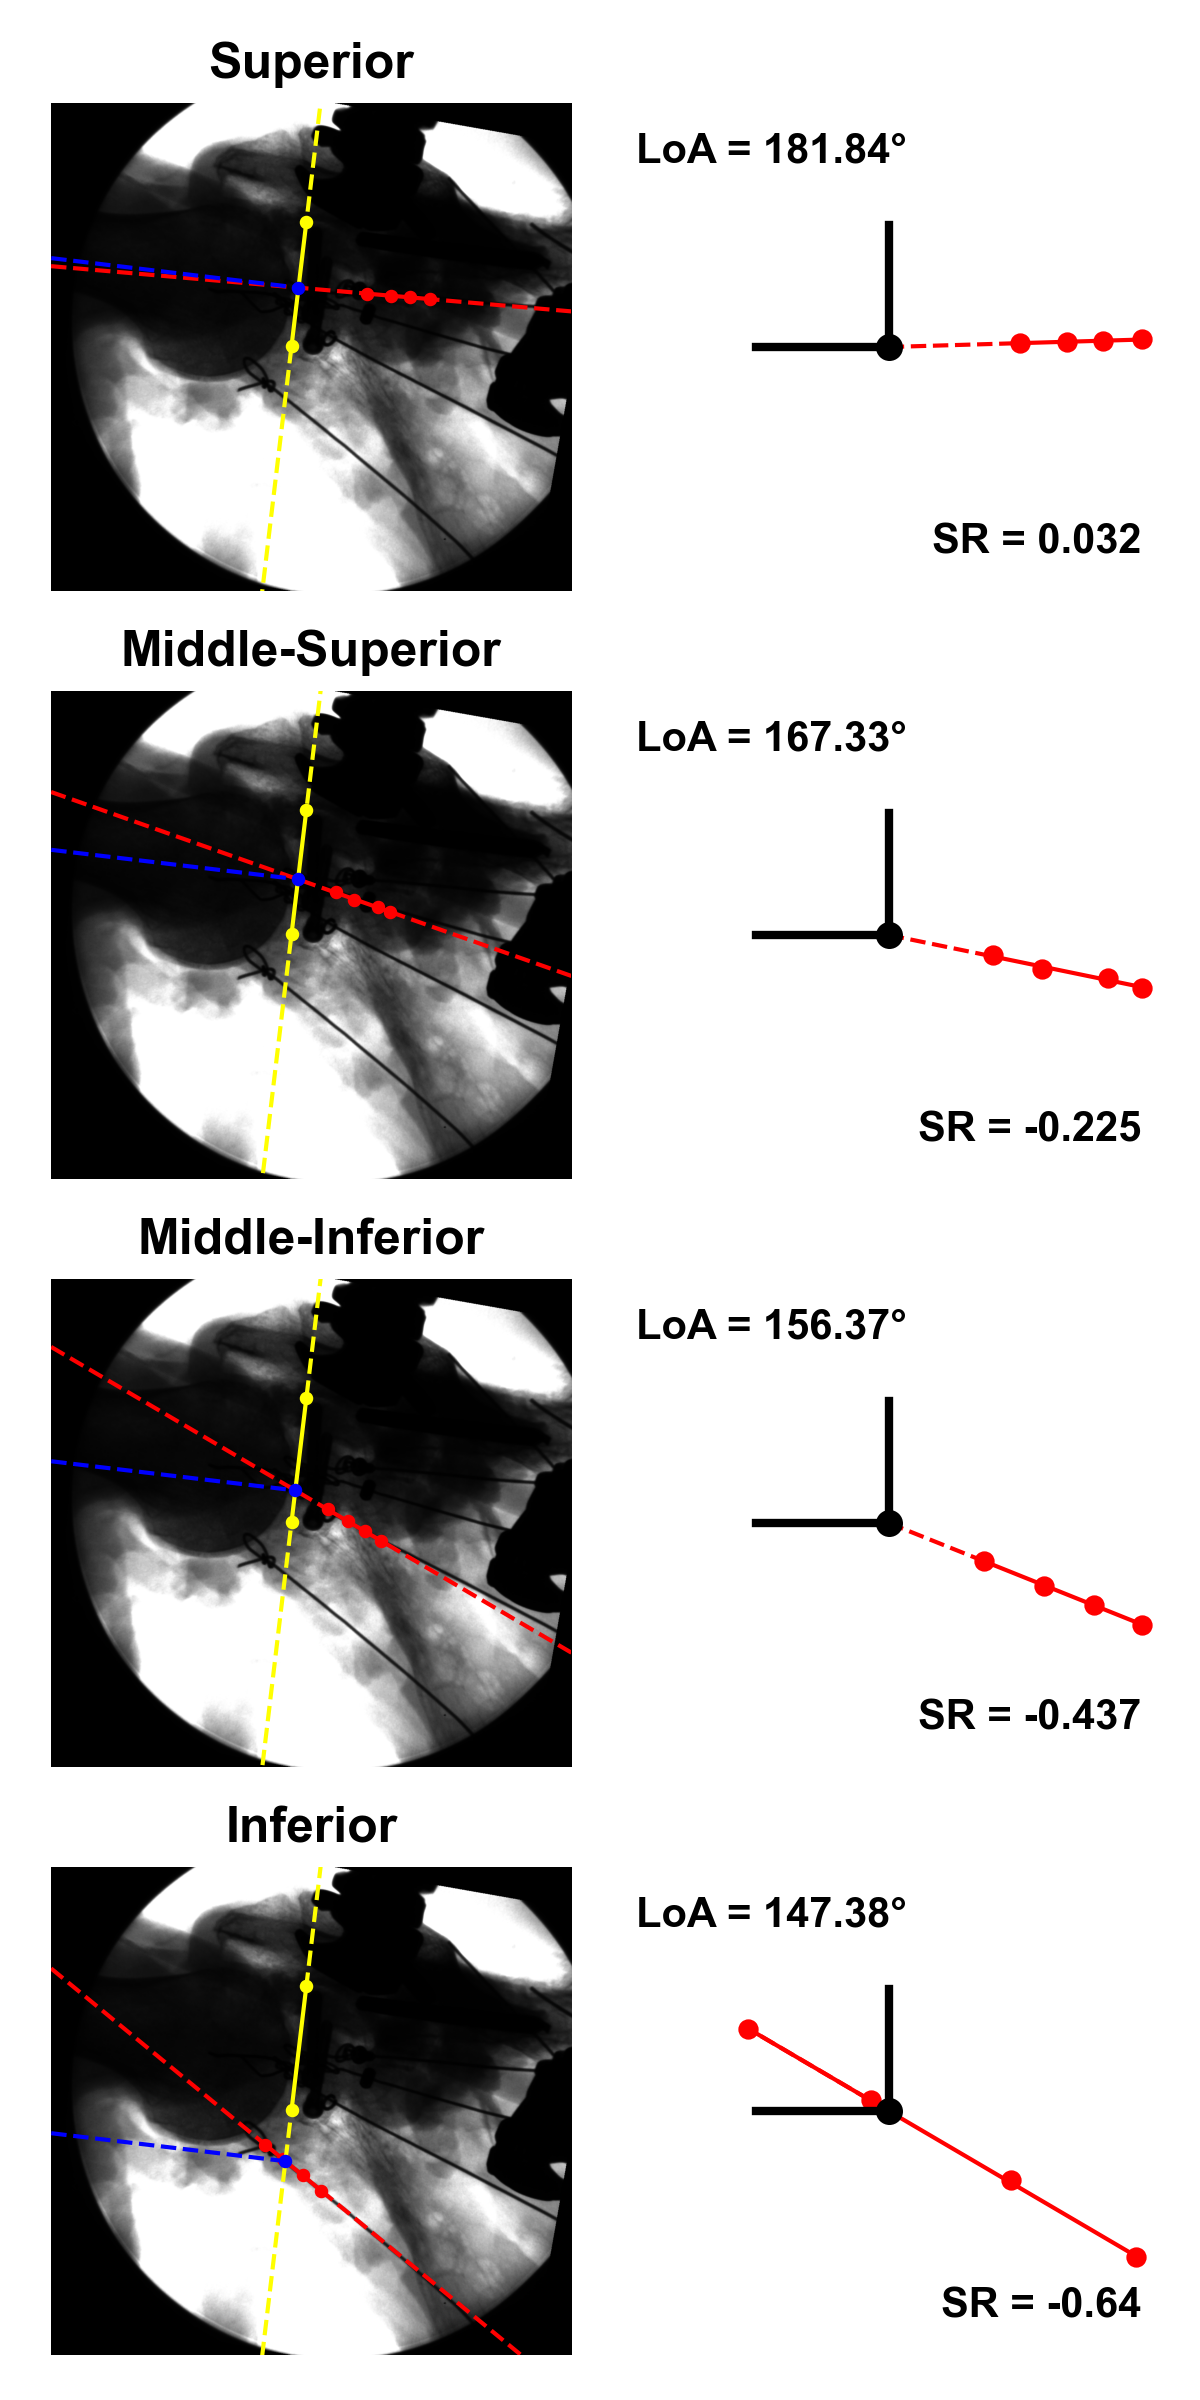 Superior
LoA = 181.84°
SR = 0.032
Middle-Superior
LoA = 167.33°
SR = -0.225
Middle-Inferior
LoA = 156.37°
SR = -0.437
Inferior
LoA = 147.38°
SR = -0.64